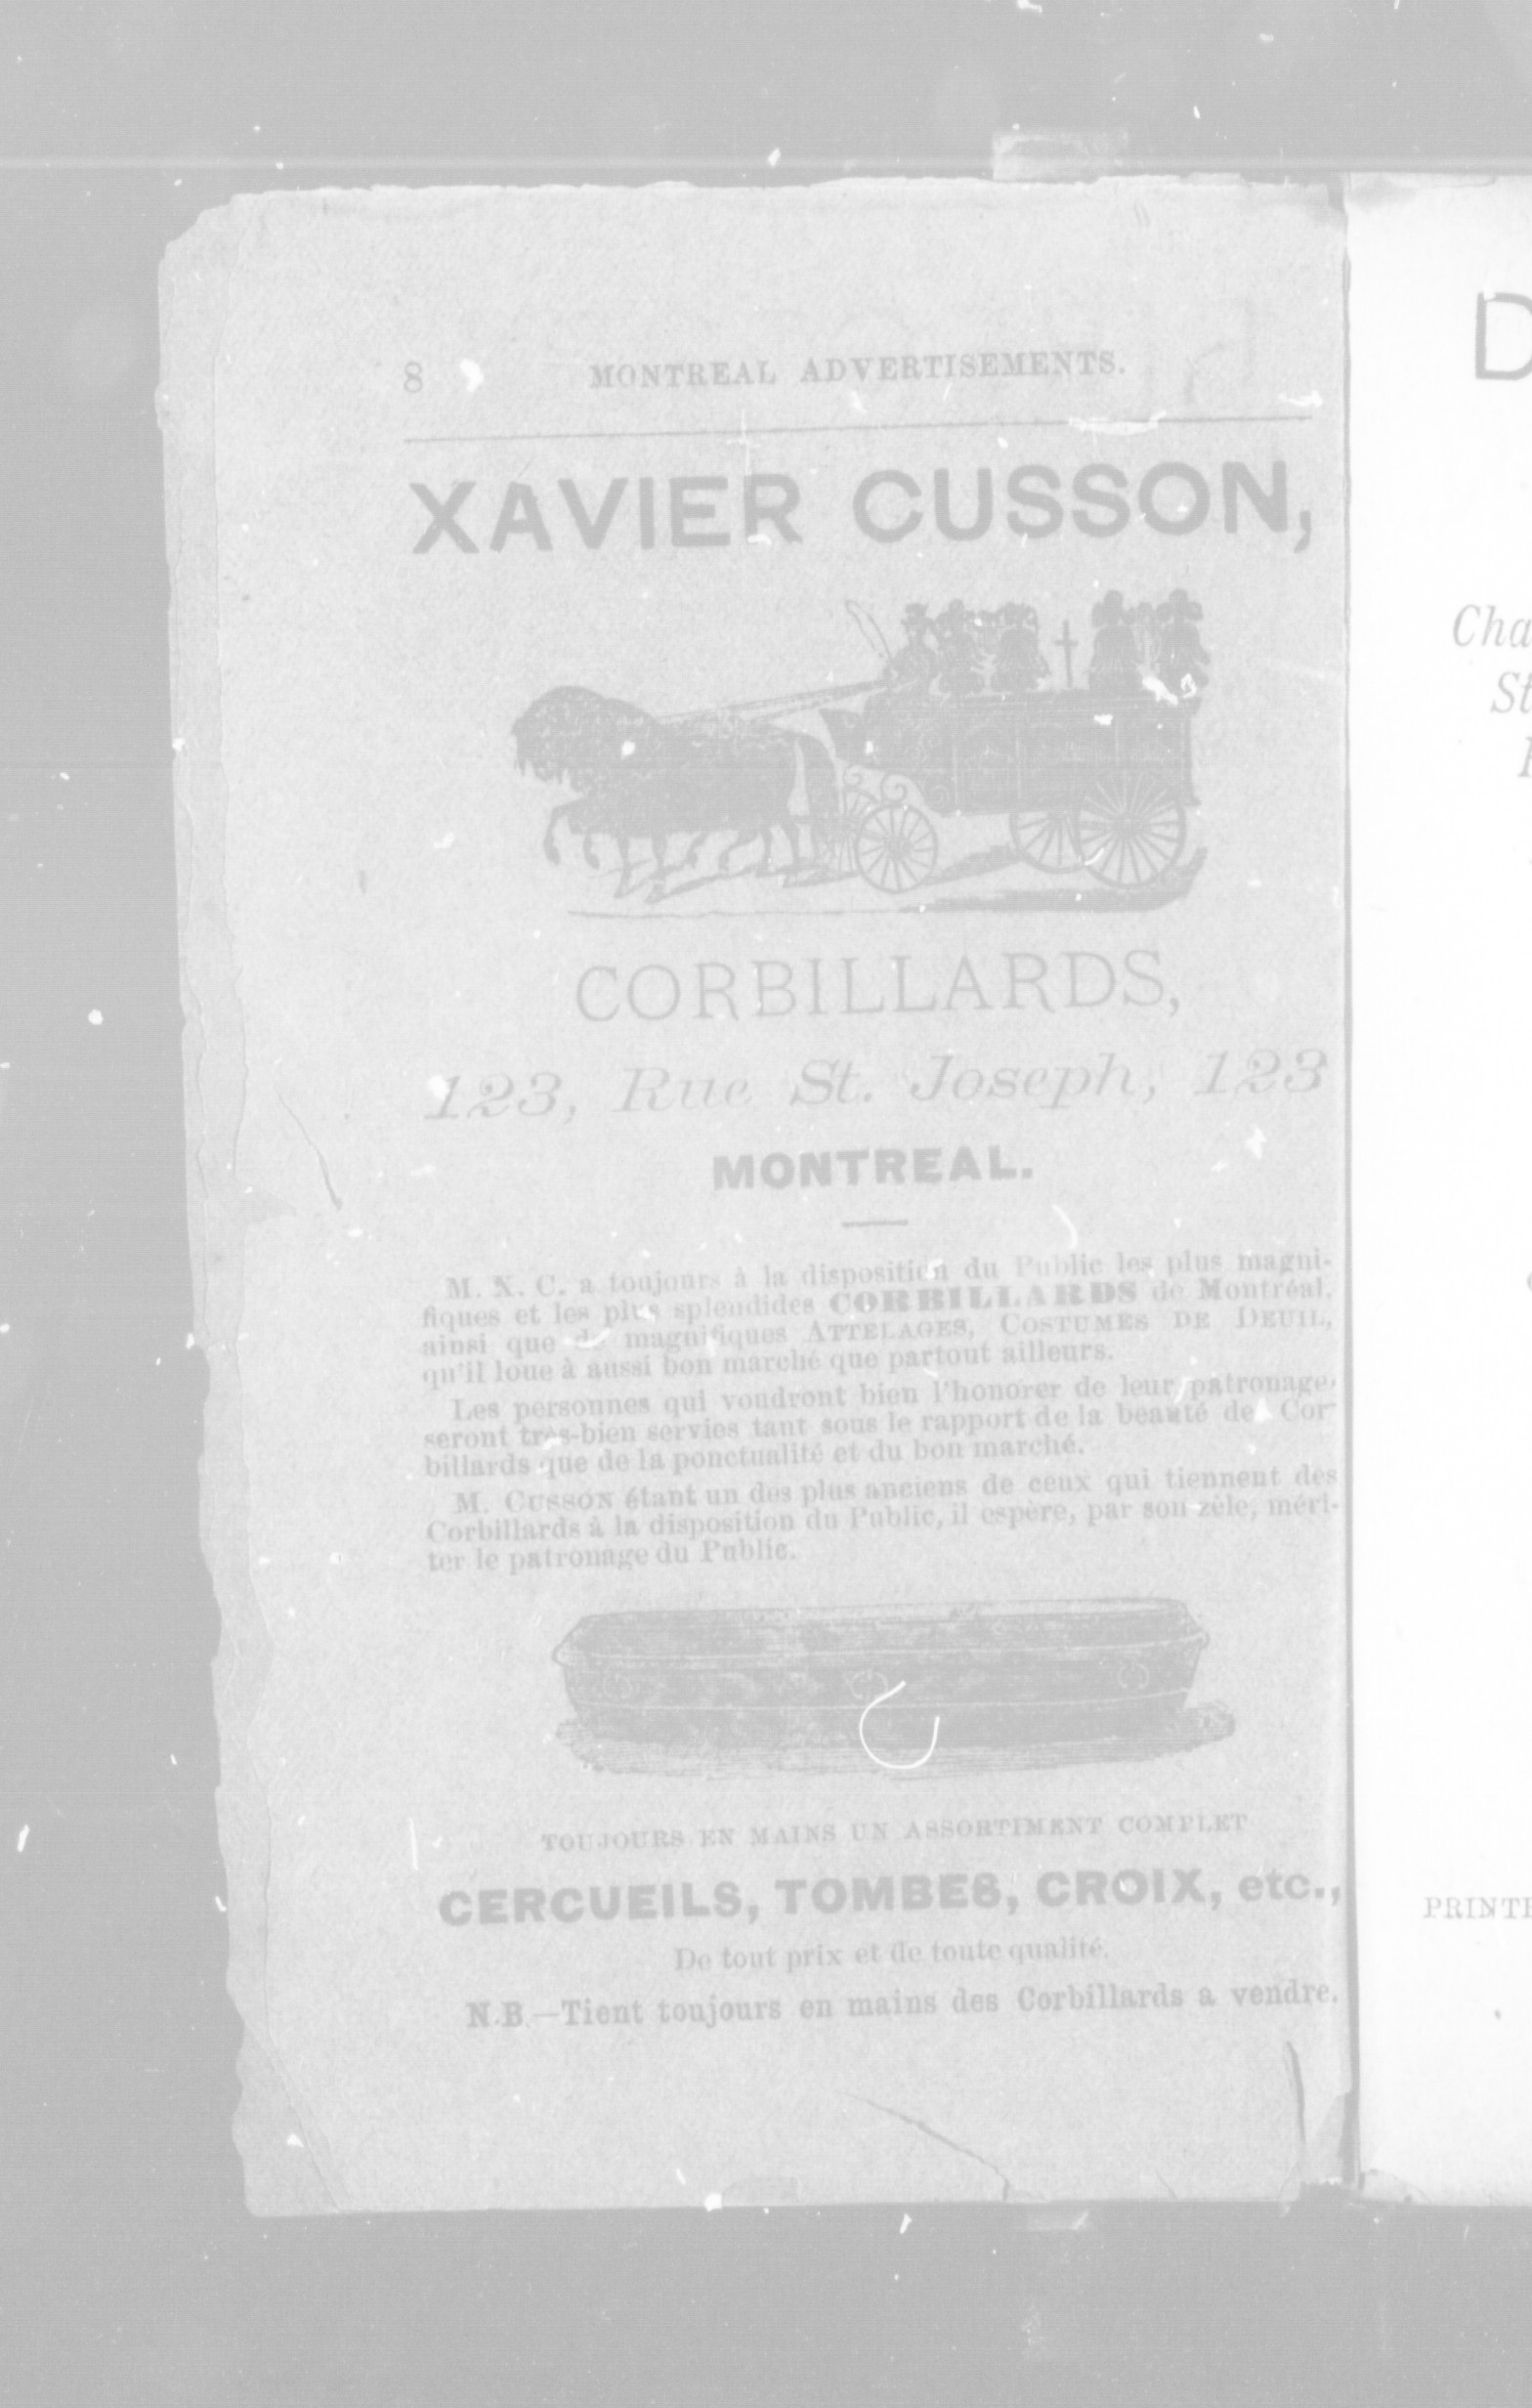 8 MONTREAL ADVERTISEMENTS.
XAVIER CUSSON,
CORBILLARDS,
123, Rue St. Joseph, 123
MONTREAL.
M. X. C. a toujours à la disposition du Public les plus magni-
fiques et les plus splendides CORBILLARDS de Montréal,
ainsi que de magnifiques ATTELAGES, COSTUMES DE DEUIL,
qu'il loue à aussi bon marché que partout ailleurs.
Les personnes qui voudront bien l'honorer de leur patronage,
seront très-bien servies tant sous le rapport de la beauté de Cor-
billards que de la ponctualité et du bon marché.
M. CUSSON étant un des plus anciens de ceux qui tiennent des
Corbillards à la disposition du Public, il espère, par son zèle, méri-
ter le patronage du Public.
TOUJOURS EN MAINS UN ASSORTIMENT COMPLET
CERCUEILS, TOMBES, CROIX, etc.,
De tout prix et de toute qualité.
N.B.—Tient toujours en mains des Corbillards a vendre.
D
Cha
St
PRINTE